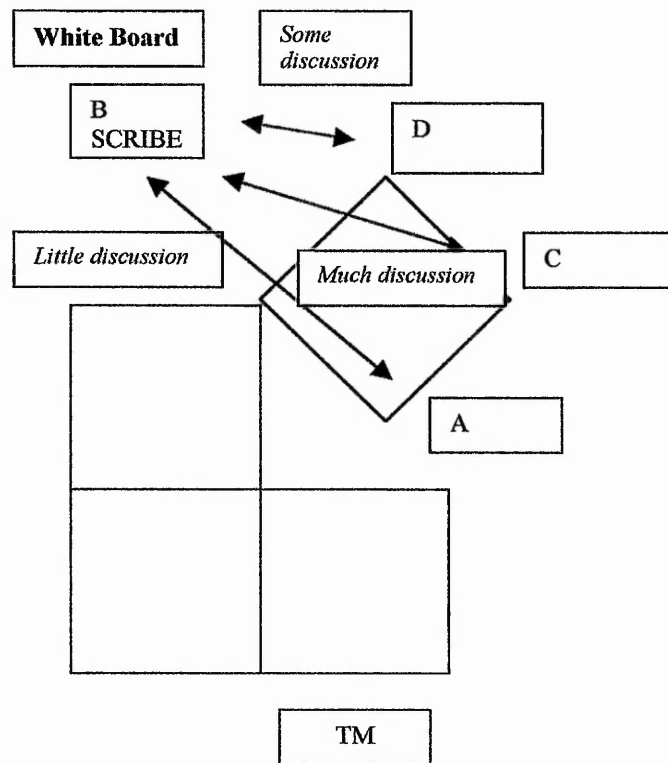 White Board
Some
discussion
B
SCRIBE
D
Little discussion
Much discussion
C
A
TM